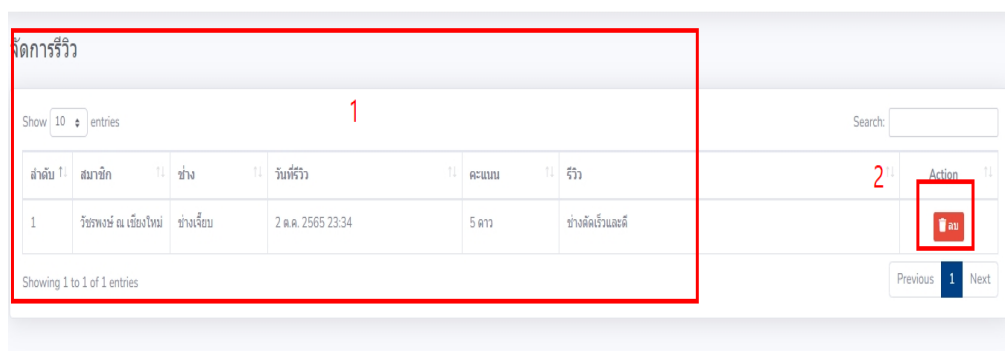 จัดการรีวิว
1
Show 10 entries Search:
ลำดับ สมาชิก ช่าง วันที่รีวิว คะแนน รีวิว 2 Action
1 วัชรพงษ์ ณ เชียงใหม่ ช่างเจี๊ยบ 2 ต.ค. 2565 23:34 5 ดาว ช่างตัดเร็วและดี ลบ
Showing 1 to 1 of 1 entries Previous 1 Next